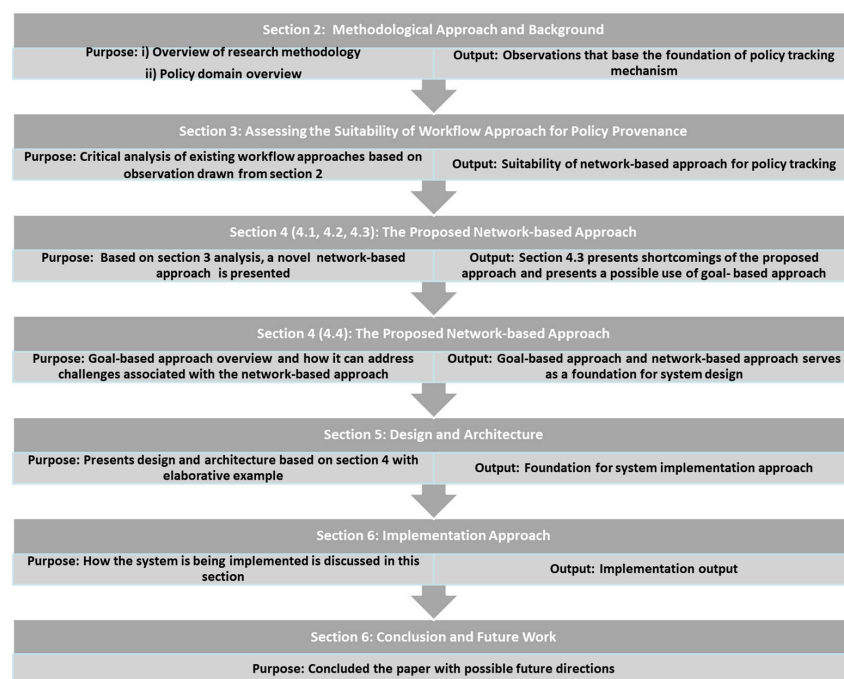 Section 2: Methodological Approach and Background
Purpose: i) Overview of research methodology
ii) Policy domain overview
Output: Observations that base the foundation of policy tracking
mechanism
Section 3: Assessing the Suitability of Workflow Approach for Policy Provenance
Purpose: Critical analysis of existing workflow approaches based on
observation drawn from section 2
Output: Suitability of network-based approach for policy tracking
Section 4 (4.1, 4.2, 4.3): The Proposed Network-based Approach
Purpose: Based on section 3 analysis, a novel network-based
approach is presented
Output: Section 4.3 presents shortcomings of the proposed
approach and presents a possible use of goal- based approach
Section 4 (4.4): The Proposed Network-based Approach
Purpose: Goal-based approach overview and how it can address
challenges associated with the network-based approach
Output: Goal-based approach and network-based approach serves
as a foundation for system design
Section 5: Design and Architecture
Purpose: Presents design and architecture based on section 4 with
elaborative example
Output: Foundation for system implementation approach
Section 6: Implementation Approach
Purpose: How the system is being implemented is discussed in this
section
Output: Implementation output
Section 6: Conclusion and Future Work
Purpose: Concluded the paper with possible future directions